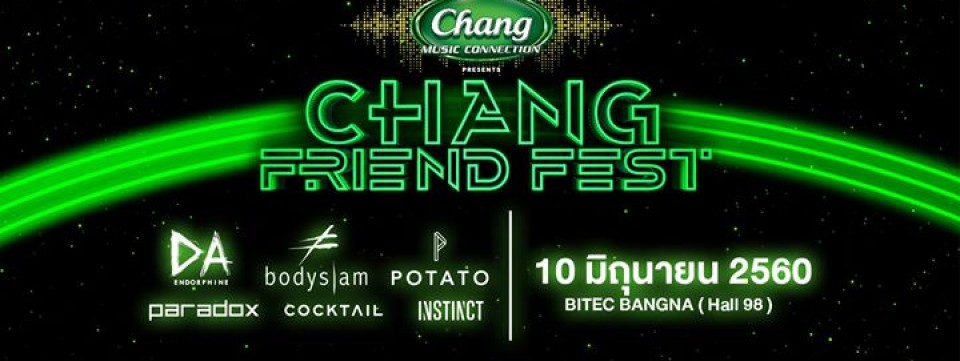 Chang
MUSIC CONNECTION
PRESENTS
CHANG
FRIEND FEST
DA
ENDORPHINE
bodyslam
POTATO
paradox
COCKTAIL
INSTINCT
10 มิถุนายน 2560
BITEC BANGNA ( Hall 98 )